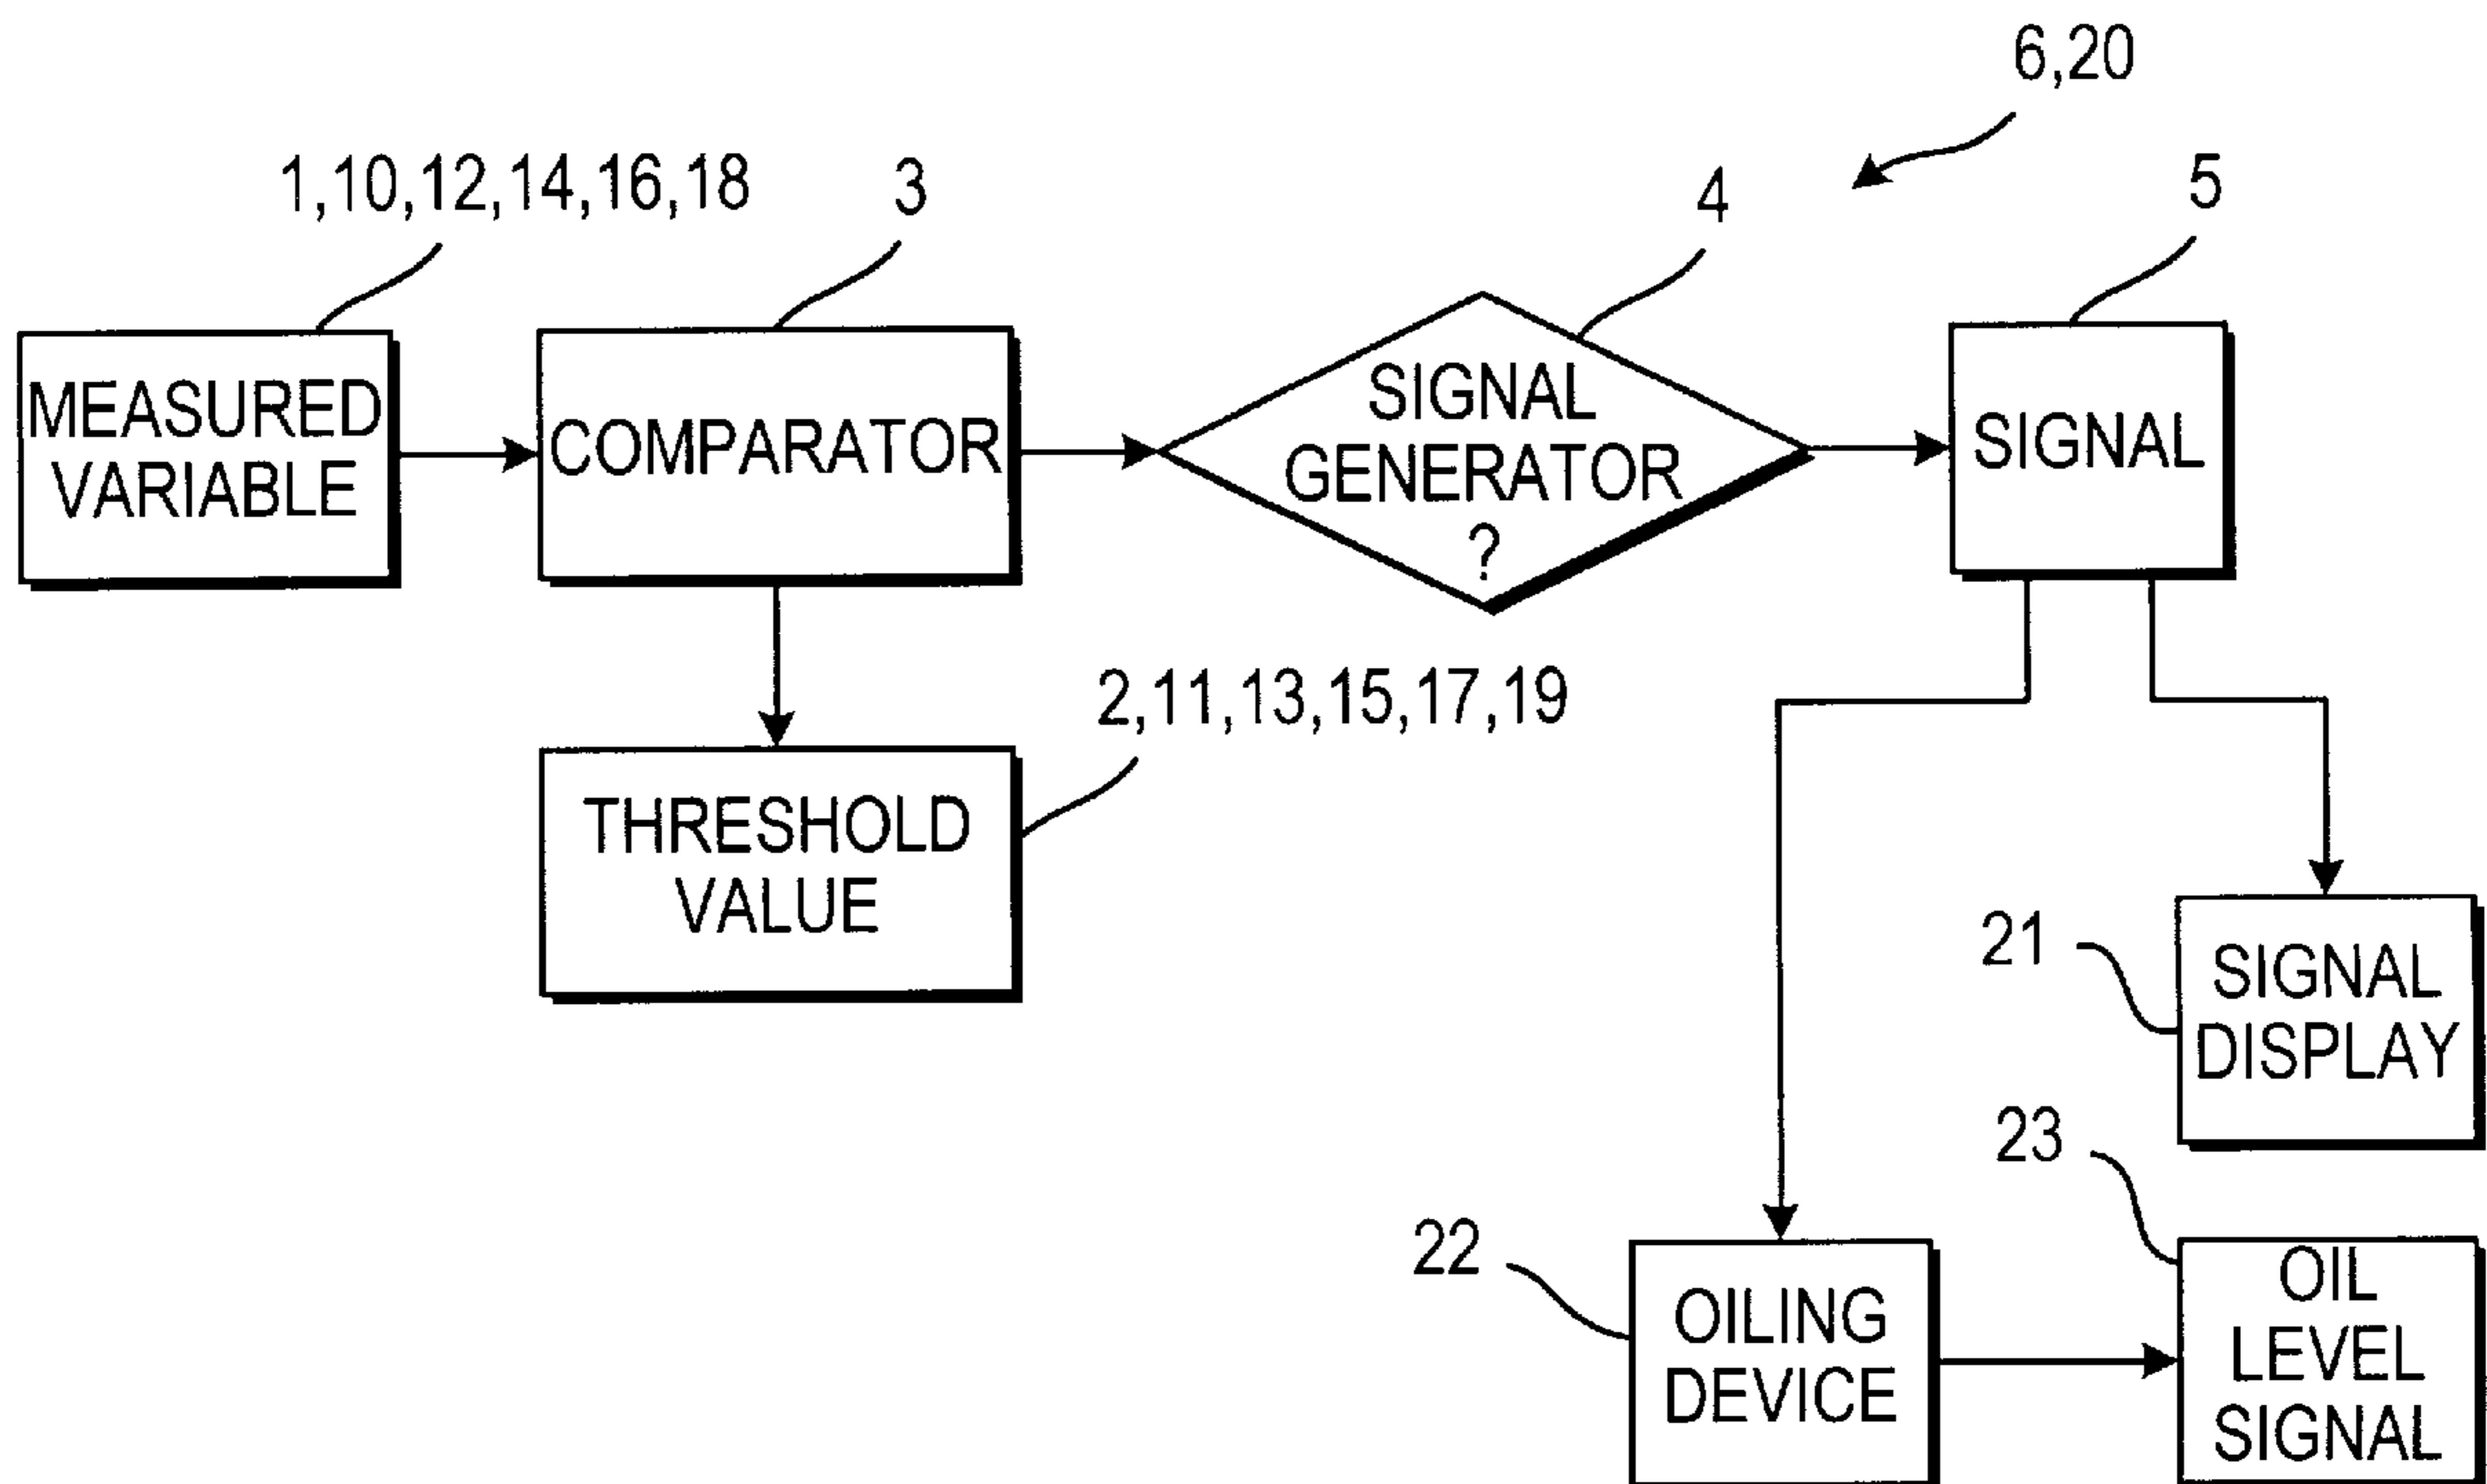 6,20
1,10,12,14,16,18
3
4
5
MEASURED
VARIABLE
COMPARATOR
SIGNAL
GENERATOR
?
SIGNAL
2,11,13,15,17,19
THRESHOLD
VALUE
21
SIGNAL
DISPLAY
23
22
OILING
DEVICE
OIL
LEVEL
SIGNAL